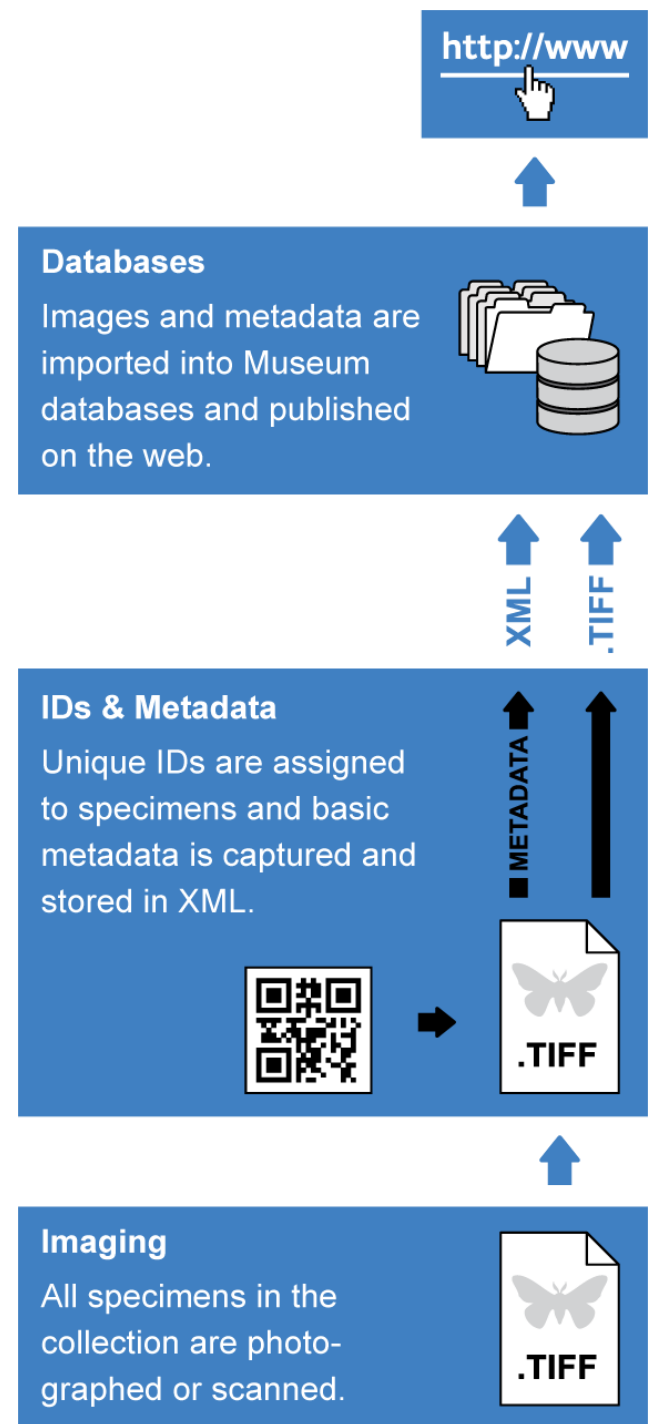 http://www
Databases
Images and metadata are
imported into Museum
databases and published
on the web.
XML
.TIFF
IDs & Metadata
Unique IDs are assigned
to specimens and basic
metadata is captured and
stored in XML.
METADATA
.TIFF
Imaging
All specimens in the
collection are photo-
graphed or scanned.
.TIFF